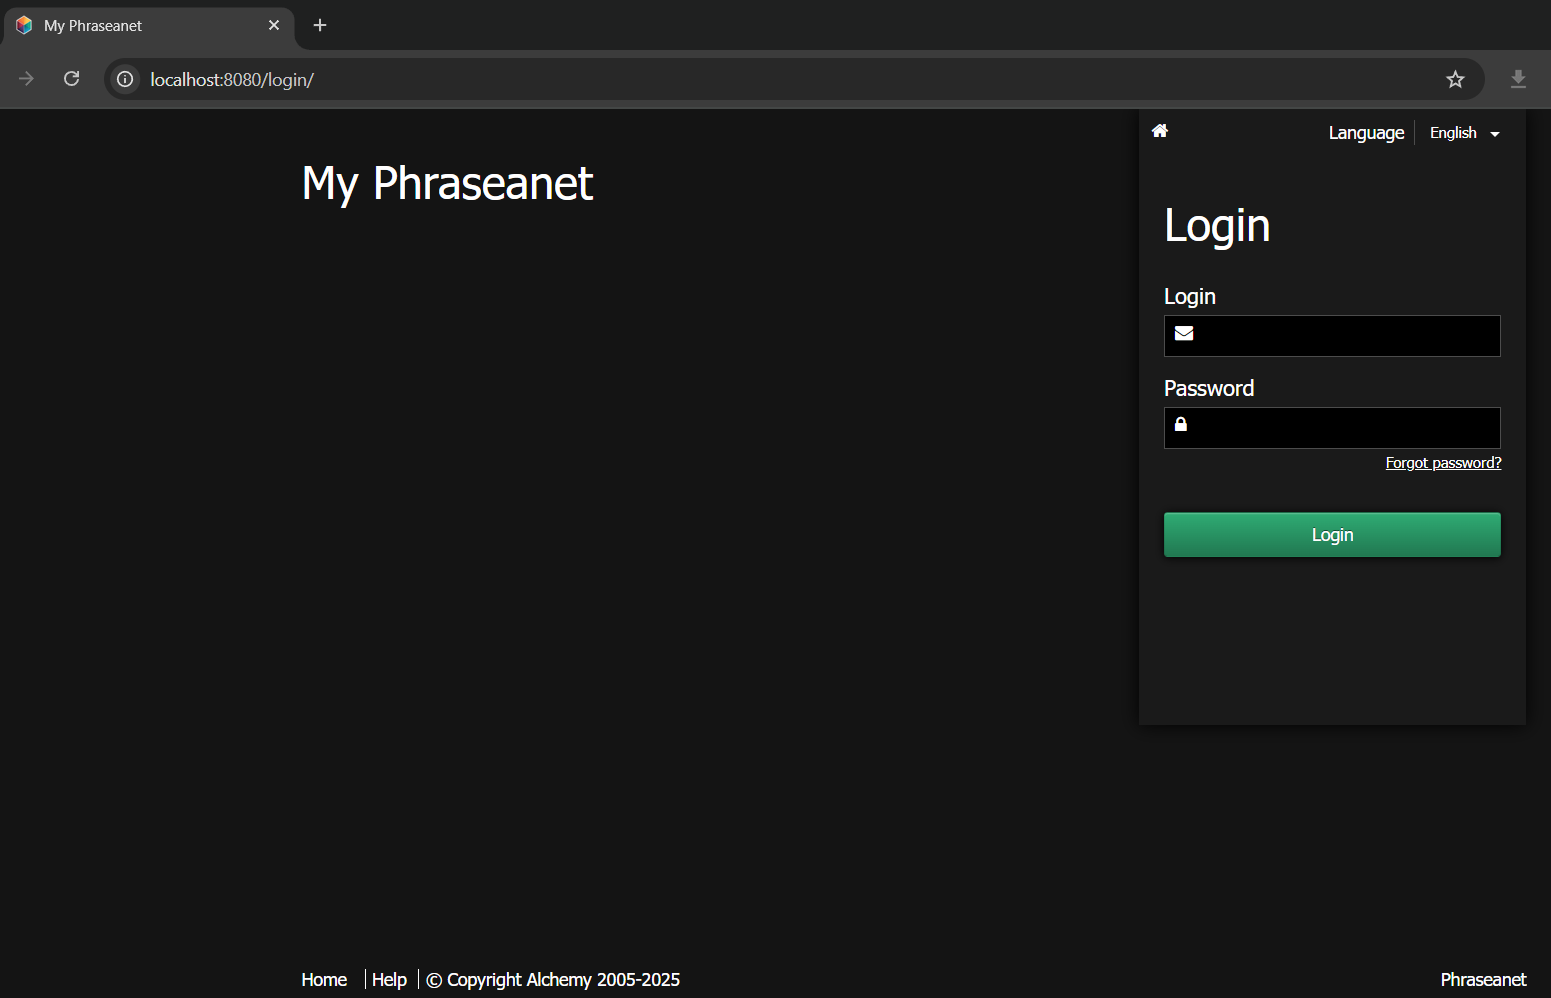 My Phraseanet
localhost:8080/login/
Language English
My Phraseanet
Login
Login
Password
Forgot password?
Login
Home Help © Copyright Alchemy 2005-2025 Phraseanet